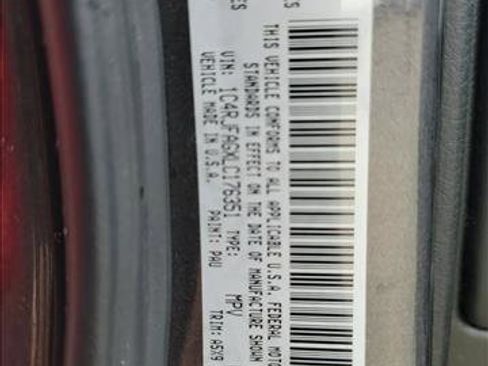 THIS VEHICLE CONFORMS TO ALL APPLICABLE U.S.A. FEDERAL MOTO
STANDARDS IN EFFECT ON THE DATE OF MANUFACTURE SHOWN
VIN: 1C4RJFAGXLC176351 TYPE: MPV
VEHICLE MADE IN U.S.A. PAINT: PAU TRIM: A5X9